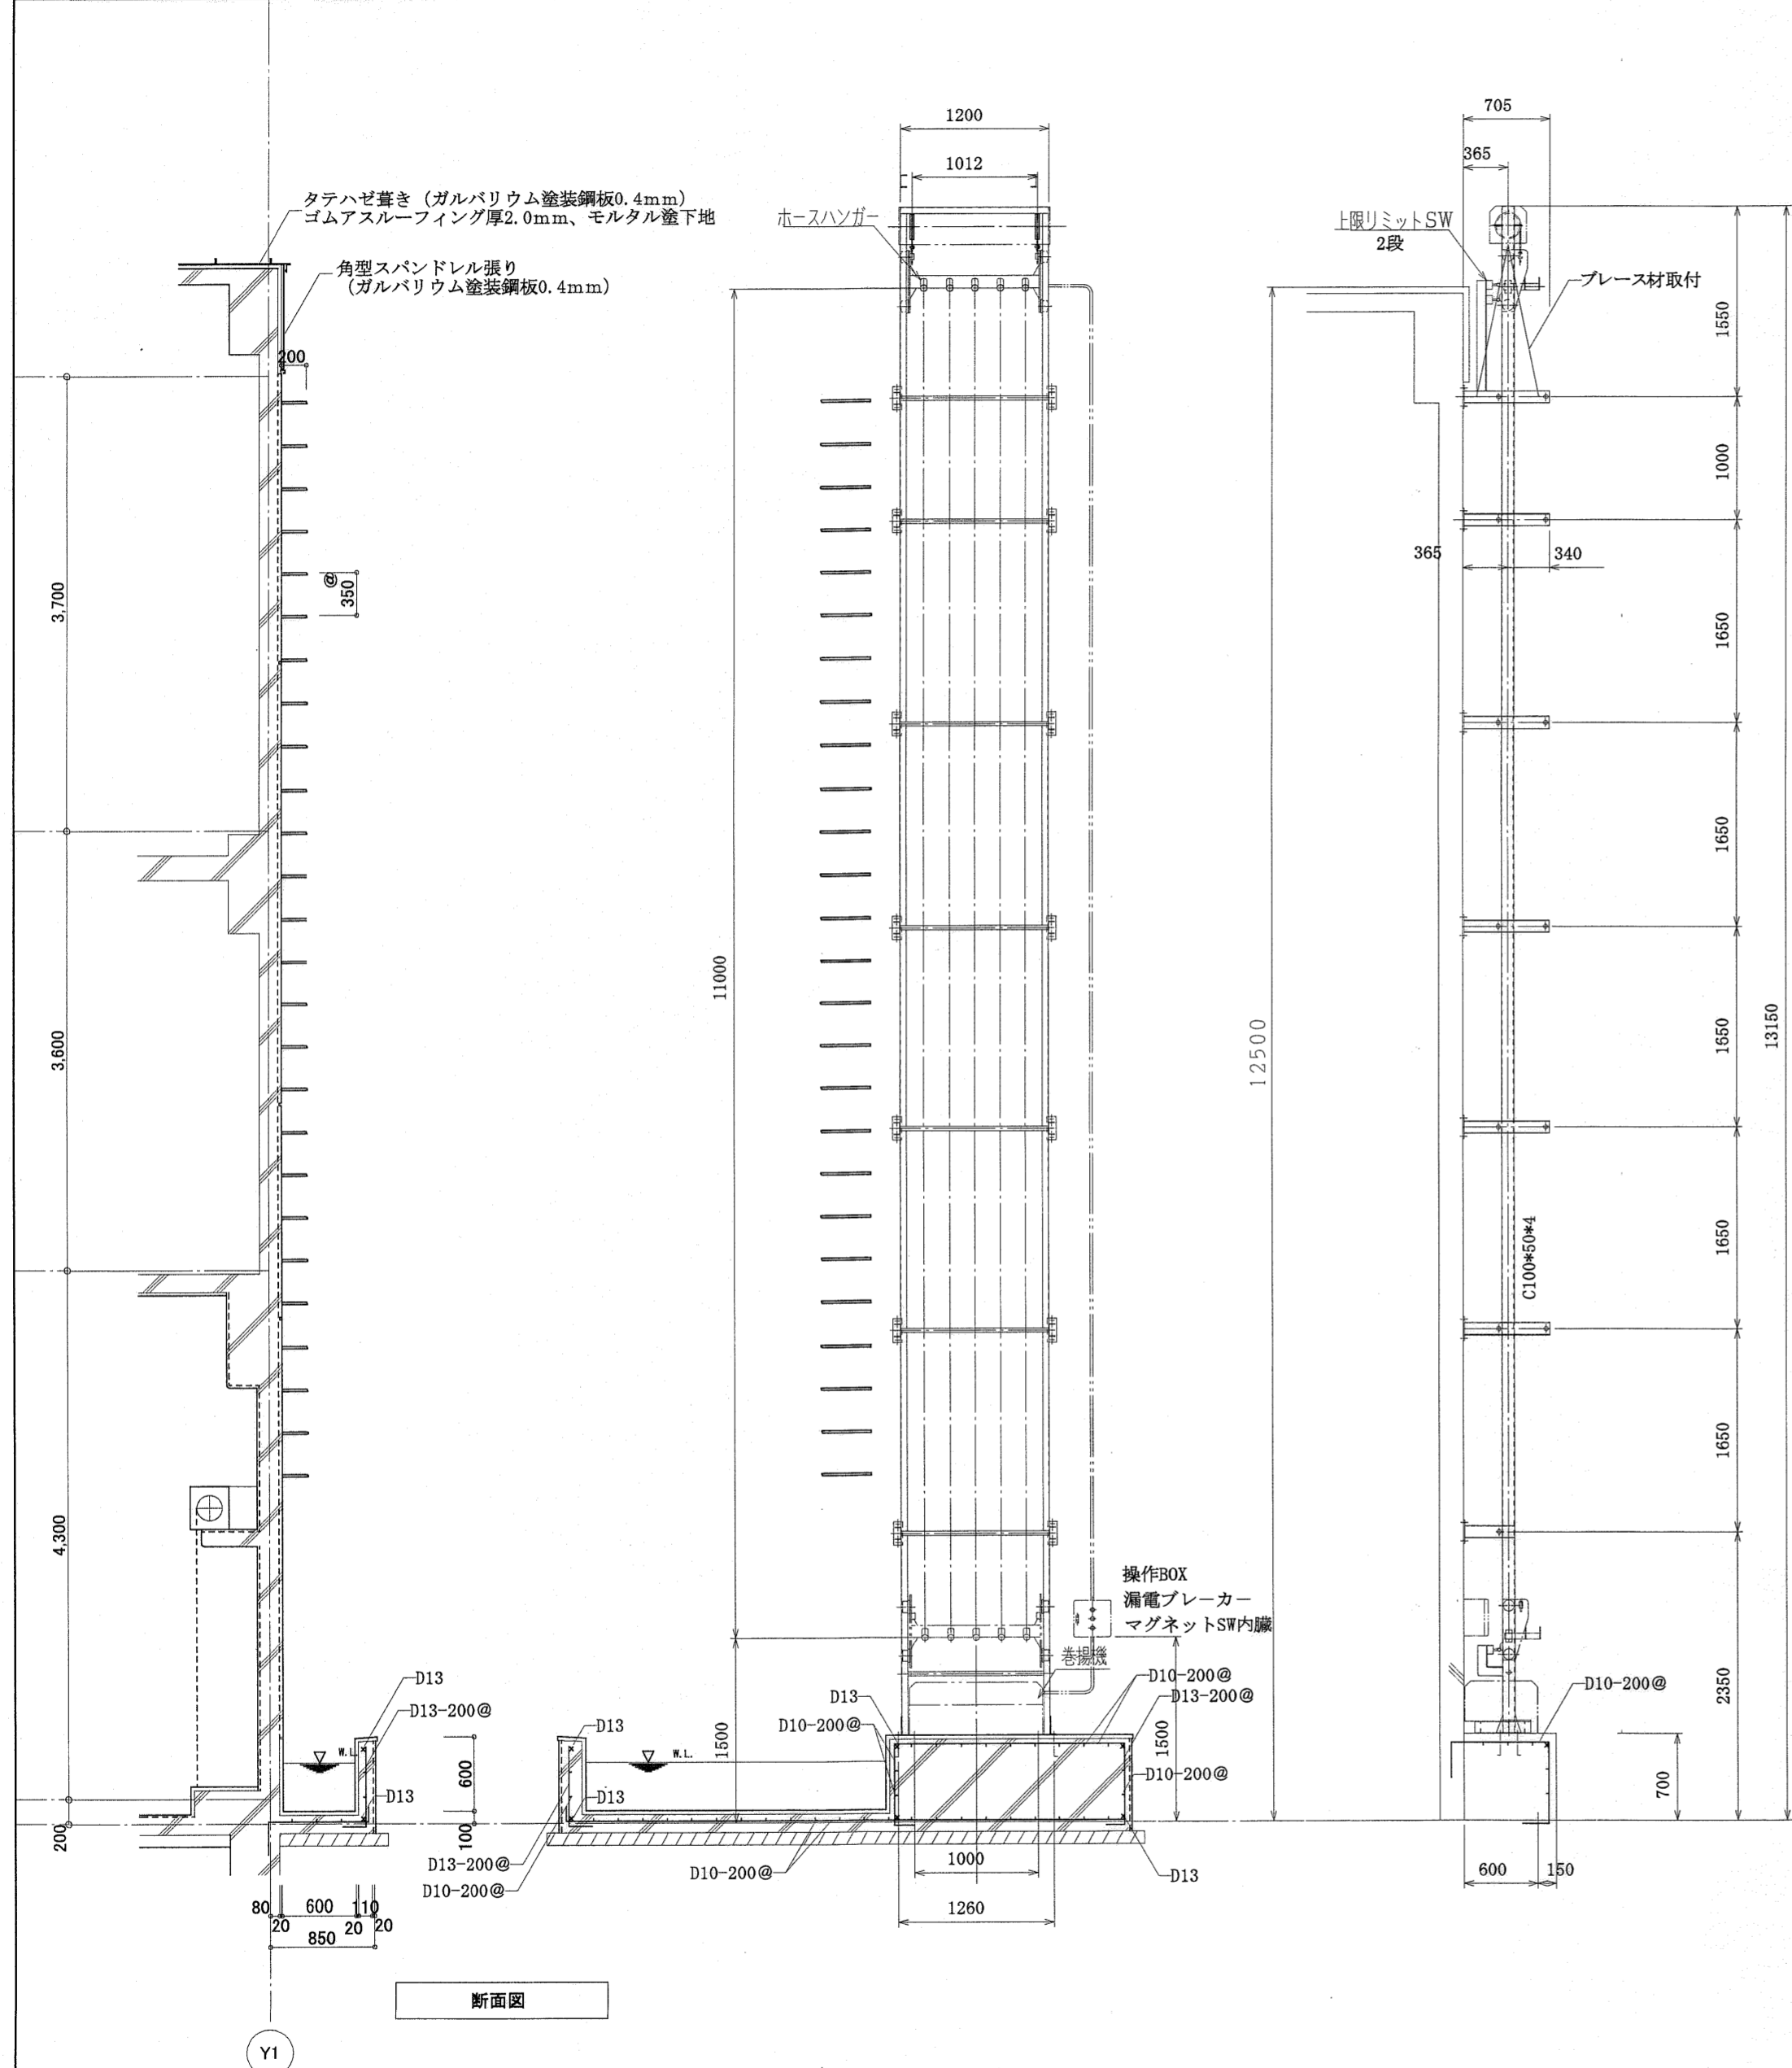 タテハゼ葺き（ガルバリウム塗装鋼板0.4mm）
ゴムアスルーフィング厚2.0mm、モルタル塗下地
角型スパンドレル張り
（ガルバリウム塗装鋼板0.4mm）
200
3,700
@
350
3,600
4,300
200
W.L.
D13
D13-200@
D13
600
100
80
20
600
20
110
20
850
断面図
Y1
1200
1012
ホースハンガー
11000
1500
操作BOX
漏電ブレーカー
マグネットSW内臓
巻揚機
D10-200@
D13-200@
D13
D10-200@
D13
W.L.
D13
1500
D10-200@
D13-200@
D10-200@
D10-200@
D13
1000
1260
705
365
上限リミットSW
2段
ブレース材取付
12500
365
340
1550
1000
1650
1650
1650
1650
1650
2350
13150
C100*50*4
D10-200@
700
600
150